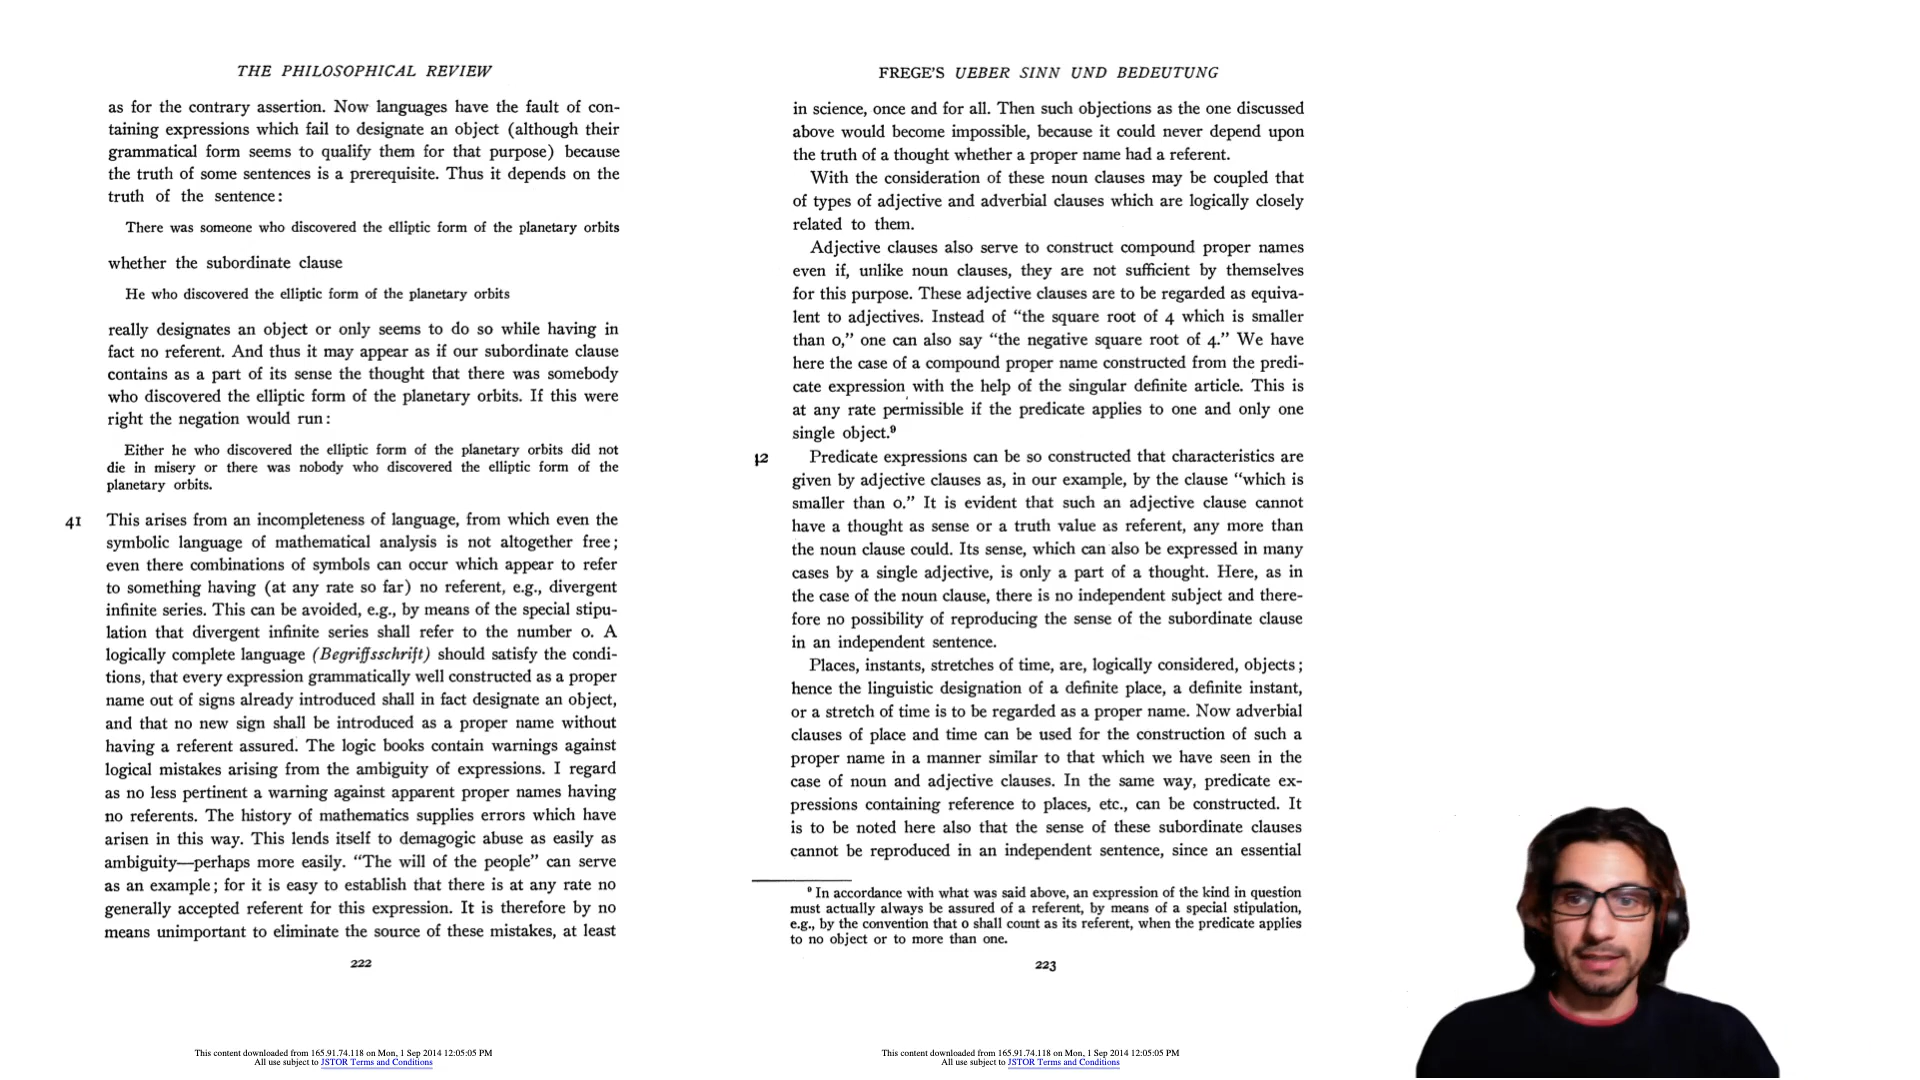 THE PHILOSOPHICAL REVIEW
as for the contrary assertion. Now languages have the fault of con-
taining expressions which fail to designate an object (although their
grammatical form seems to qualify them for that purpose) because
the truth of some sentences is a prerequisite. Thus it depends on the
truth of the sentence:
There was someone who discovered the elliptic form of the planetary orbits
whether the subordinate clause
He who discovered the elliptic form of the planetary orbits
really designates an object or only seems to do so while having in
fact no referent. And thus it may appear as if our subordinate clause
contains as a part of its sense the thought that there was somebody
who discovered the elliptic form of the planetary orbits. If this were
right the negation would run:
Either he who discovered the elliptic form of the planetary orbits did not
die in misery or there was nobody who discovered the elliptic form of the
planetary orbits.
41 This arises from an incompleteness of language, from which even the
symbolic language of mathematical analysis is not altogether free;
even there combinations of symbols can occur which appear to refer
to something having (at any rate so far) no referent, e.g., divergent
infinite series. This can be avoided, e.g., by means of the special stipu-
lation that divergent infinite series shall refer to the number 0. A
logically complete language (Begriffsschrift) should satisfy the condi-
tions, that every expression grammatically well constructed as a proper
name out of signs already introduced shall in fact designate an object,
and that no new sign shall be introduced as a proper name without
having a referent assured. The logic books contain warnings against
logical mistakes arising from the ambiguity of expressions. I regard
as no less pertinent a warning against apparent proper names having
no referents. The history of mathematics supplies errors which have
arisen in this way. This lends itself to demagogic abuse as easily as
ambiguity—perhaps more easily. “The will of the people” can serve
as an example; for it is easy to establish that there is at any rate no
generally accepted referent for this expression. It is therefore by no
means unimportant to eliminate the source of these mistakes, at least
222
This content downloaded from 165.91.74.118 on Mon, 1 Sep 2014 12:05:05 PM
All use subject to JSTOR Terms and Conditions
FREGE'S UEBER SINN UND BEDEUTUNG
in science, once and for all. Then such objections as the one discussed
above would become impossible, because it could never depend upon
the truth of a thought whether a proper name had a referent.
With the consideration of these noun clauses may be coupled that
of types of adjective and adverbial clauses which are logically closely
related to them.
Adjective clauses also serve to construct compound proper names
even if, unlike noun clauses, they are not sufficient by themselves
for this purpose. These adjective clauses are to be regarded as equiva-
lent to adjectives. Instead of “the square root of 4 which is smaller
than 0,” one can also say “the negative square root of 4.” We have
here the case of a compound proper name constructed from the predi-
cate expression with the help of the singular definite article. This is
at any rate permissible if the predicate applies to one and only one
single object.⁹
42 Predicate expressions can be so constructed that characteristics are
given by adjective clauses as, in our example, by the clause “which is
smaller than 0.” It is evident that such an adjective clause cannot
have a thought as sense or a truth value as referent, any more than
the noun clause could. Its sense, which can also be expressed in many
cases by a single adjective, is only a part of a thought. Here, as in
the case of the noun clause, there is no independent subject and there-
fore no possibility of reproducing the sense of the subordinate clause
in an independent sentence.
Places, instants, stretches of time, are, logically considered, objects;
hence the linguistic designation of a definite place, a definite instant,
or a stretch of time is to be regarded as a proper name. Now adverbial
clauses of place and time can be used for the construction of such a
proper name in a manner similar to that which we have seen in the
case of noun and adjective clauses. In the same way, predicate ex-
pressions containing reference to places, etc., can be constructed. It
is to be noted here also that the sense of these subordinate clauses
cannot be reproduced in an independent sentence, since an essential
⁹ In accordance with what was said above, an expression of the kind in question
must actually always be assured of a referent, by means of a special stipulation,
e.g., by the convention that 0 shall count as its referent, when the predicate applies
to no object or to more than one.
223
This content downloaded from 165.91.74.118 on Mon, 1 Sep 2014 12:05:05 PM
All use subject to JSTOR Terms and Conditions